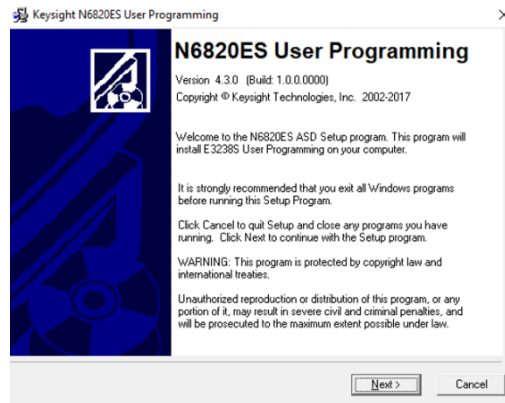 Keysight N6820ES User Programming
N6820ES User Programming
Version 4.3.0 (Build: 1.0.0.0000)
Copyright © Keysight Technologies, Inc. 2002-2017
Welcome to the N6820ES ASD Setup program. This program will
install E3238S User Programming on your computer.
It is strongly recommended that you exit all Windows programs
before running this Setup Program.
Click Cancel to quit Setup and close any programs you have
running. Click Next to continue with the Setup program.
WARNING: This program is protected by copyright law and
international treaties.
Unauthorized reproduction or distribution of this program, or any
portion of it, may result in severe civil and criminal penalties, and
will be prosecuted to the maximum extent possible under law.
Next > Cancel